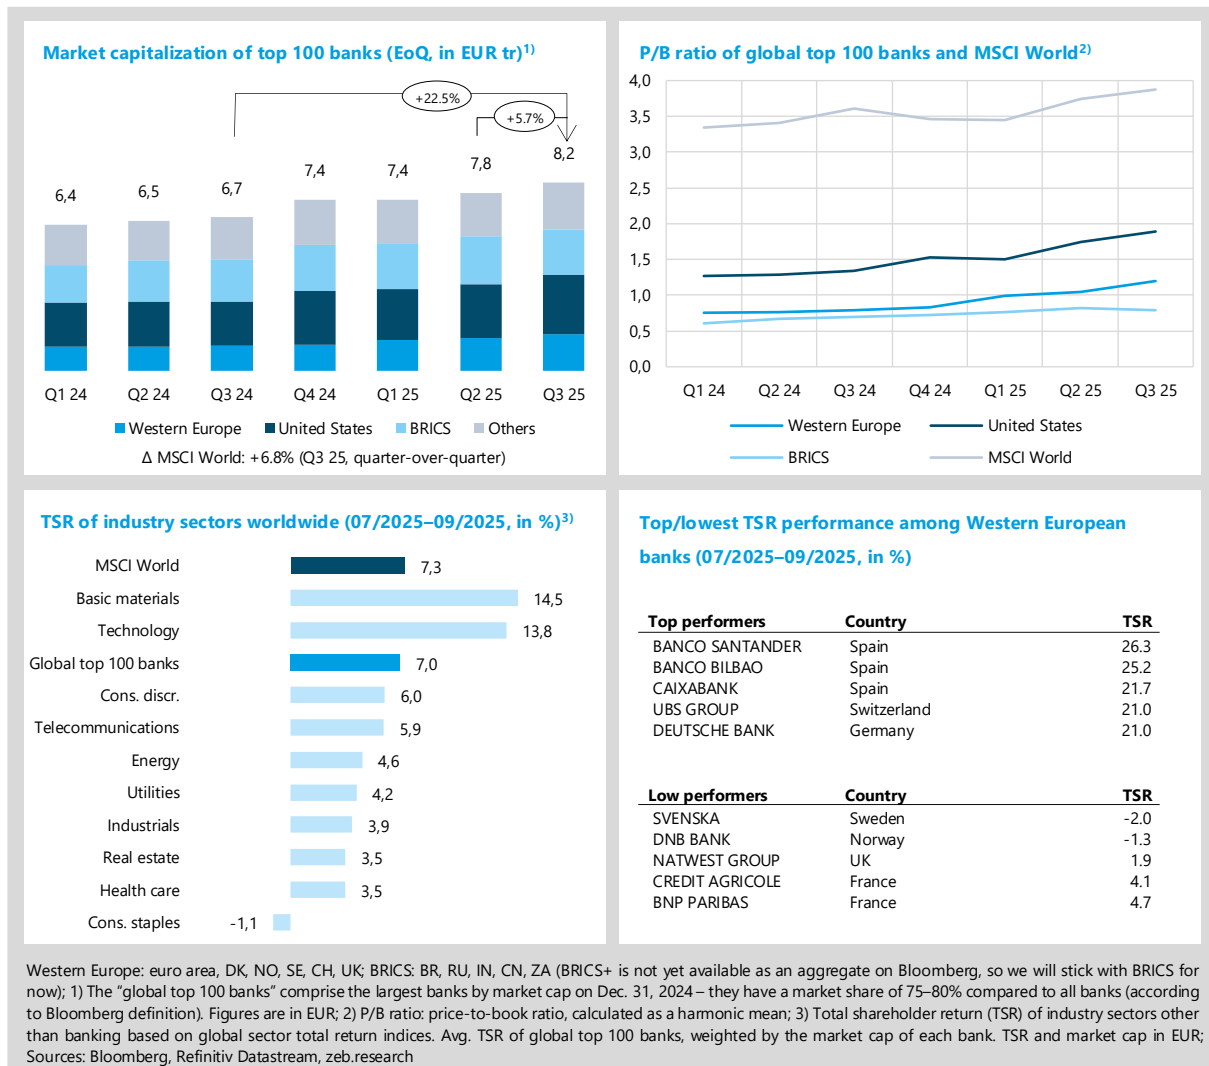 Market capitalization of top 100 banks (EoQ, in EUR tr)1)
+22.5%
+5.7%
6,4
6,5
6,7
7,4
7,4
7,8
8,2
Q1 24 Q2 24 Q3 24 Q4 24 Q1 25 Q2 25 Q3 25
Western Europe United States BRICS Others
Δ MSCI World: +6.8% (Q3 25, quarter-over-quarter)
P/B ratio of global top 100 banks and MSCI World2)
4,0
3,5
3,0
2,5
2,0
1,5
1,0
0,5
0,0
Q1 24 Q2 24 Q3 24 Q4 24 Q1 25 Q2 25 Q3 25
Western Europe United States
BRICS MSCI World
TSR of industry sectors worldwide (07/2025–09/2025, in %)3)
MSCI World 7,3
Basic materials 14,5
Technology 13,8
Global top 100 banks 7,0
Cons. discr. 6,0
Telecommunications 5,9
Energy 4,6
Utilities 4,2
Industrials 3,9
Real estate 3,5
Health care 3,5
Cons. staples -1,1
Top/lowest TSR performance among Western European
banks (07/2025–09/2025, in %)
Top performers Country TSR
BANCO SANTANDER Spain 26.3
BANCO BILBAO Spain 25.2
CAIXABANK Spain 21.7
UBS GROUP Switzerland 21.0
DEUTSCHE BANK Germany 21.0
Low performers Country TSR
SVENSKA Sweden -2.0
DNB BANK Norway -1.3
NATWEST GROUP UK 1.9
CREDIT AGRICOLE France 4.1
BNP PARIBAS France 4.7
Western Europe: euro area, DK, NO, SE, CH, UK; BRICS: BR, RU, IN, CN, ZA (BRICS+ is not yet available as an aggregate on Bloomberg, so we will stick with BRICS for
now); 1) The “global top 100 banks” comprise the largest banks by market cap on Dec. 31, 2024 – they have a market share of 75–80% compared to all banks (according
to Bloomberg definition). Figures are in EUR; 2) P/B ratio: price-to-book ratio, calculated as a harmonic mean; 3) Total shareholder return (TSR) of industry sectors other
than banking based on global sector total return indices. Avg. TSR of global top 100 banks, weighted by the market cap of each bank. TSR and market cap in EUR;
Sources: Bloomberg, Refinitiv Datastream, zeb.research